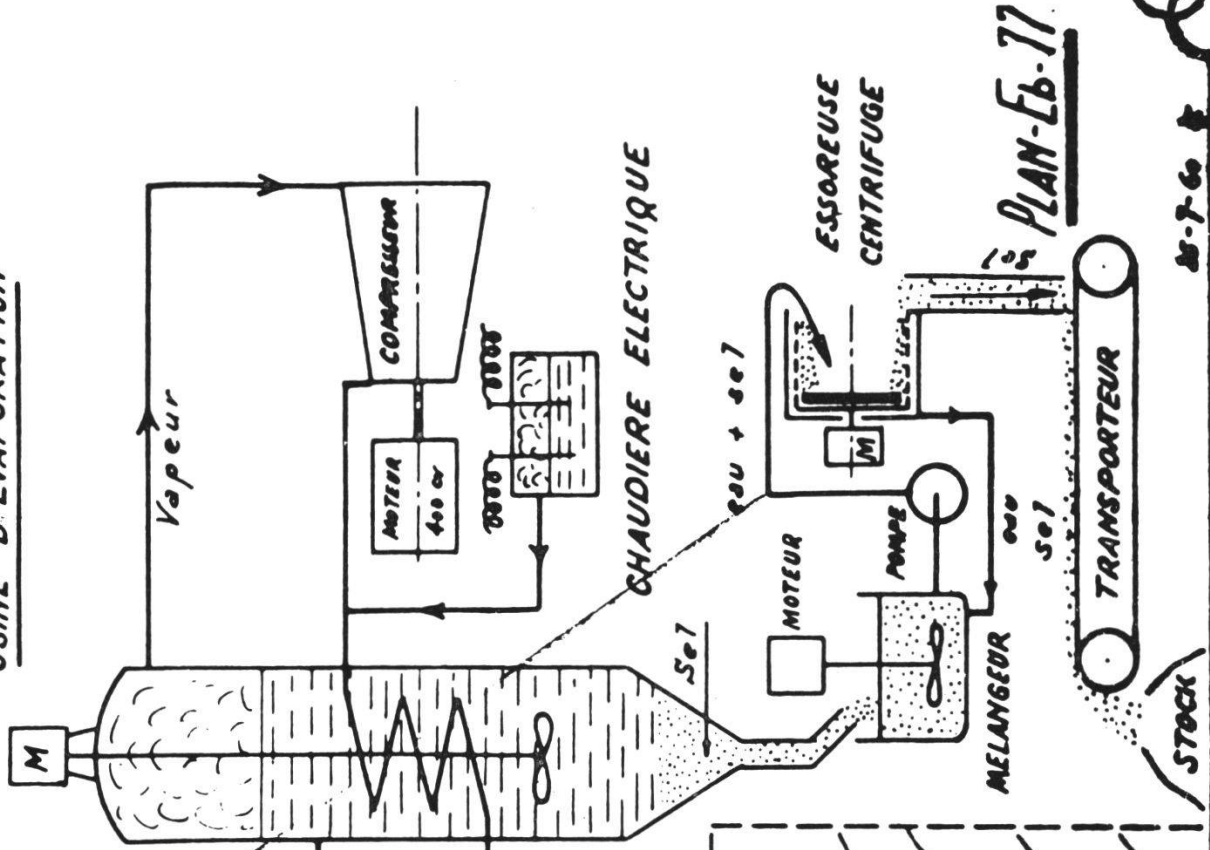 USINE D'EVAPORATION
M
Vapeur
COMPRESSEUR
MOTEUR
400 cv
CHAUDIERE ELECTRIQUE
Sel
MOTEUR
eau + sel
ESSOREUSE
CENTRIFUGE
M
POMPE
MELANGEUR
eau
sel
Sel
TRANSPORTEUR
STOCK
PLAN-Eb-77